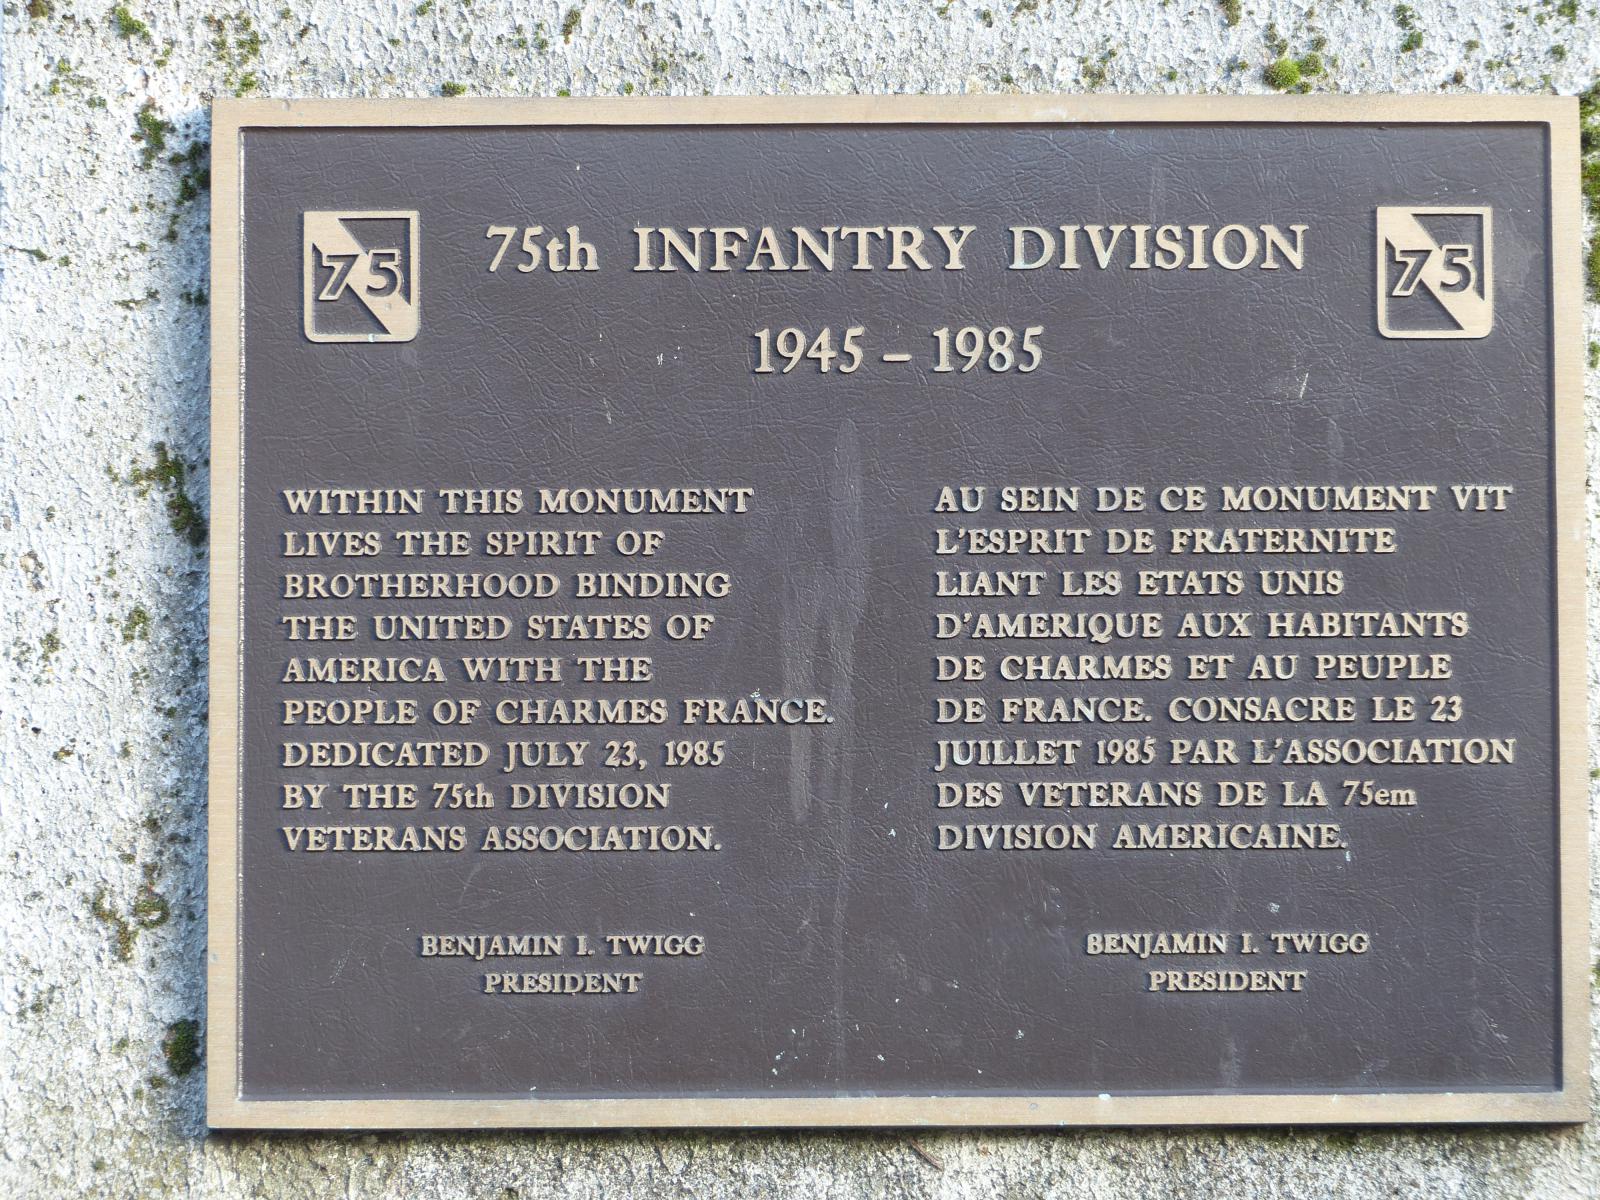 75
75th INFANTRY DIVISION
75
1945 – 1985
WITHIN THIS MONUMENT
LIVES THE SPIRIT OF
BROTHERHOOD BINDING
THE UNITED STATES OF
AMERICA WITH THE
PEOPLE OF CHARMES FRANCE.
DEDICATED JULY 23, 1985
BY THE 75th DIVISION
VETERANS ASSOCIATION.
BENJAMIN I. TWIGG
PRESIDENT
AU SEIN DE CE MONUMENT VIT
L'ESPRIT DE FRATERNITE
LIANT LES ETATS UNIS
D'AMERIQUE AUX HABITANTS
DE CHARMES ET AU PEUPLE
DE FRANCE. CONSACRE LE 23
JUILLET 1985 PAR L'ASSOCIATION
DES VETERANS DE LA 75em
DIVISION AMERICAINE.
BENJAMIN I. TWIGG
PRESIDENT